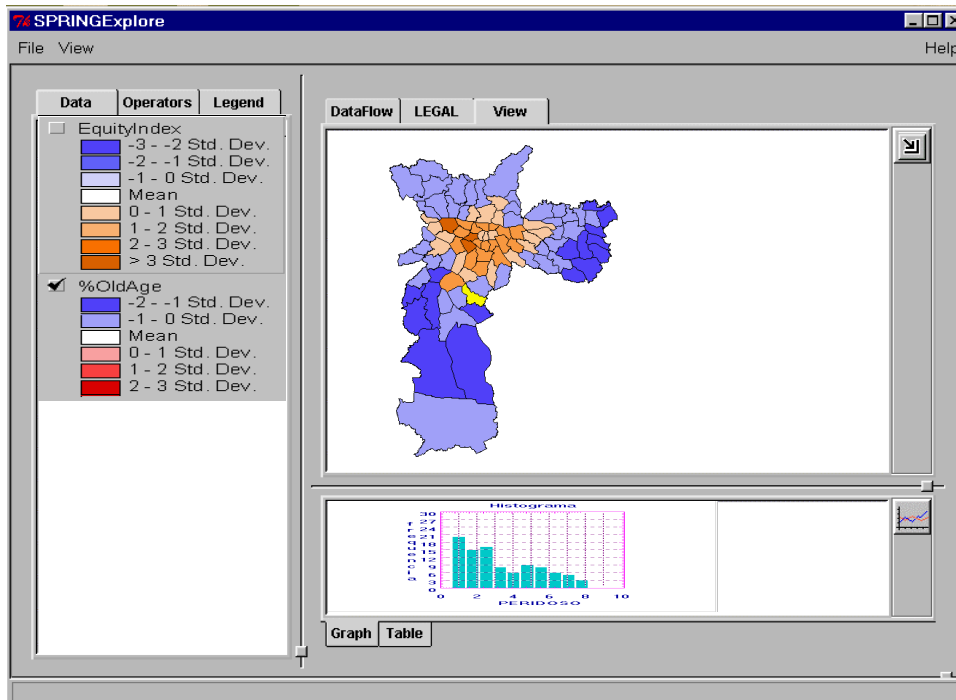 SPRINGExplore
File View Help
Data Operators Legend
EquityIndex
-3 - -2 Std. Dev.
-2 - -1 Std. Dev.
-1 - 0 Std. Dev.
Mean
0 - 1 Std. Dev.
1 - 2 Std. Dev.
2 - 3 Std. Dev.
> 3 Std. Dev.
%OldAge
-2 - -1 Std. Dev.
-1 - 0 Std. Dev.
Mean
0 - 1 Std. Dev.
1 - 2 Std. Dev.
2 - 3 Std. Dev.
DataFlow LEGAL View
Histograma
30
27
24
21
18
15
12
9
6
3
0
0 2 4 6 8 10
PERIDOSO
Graph Table